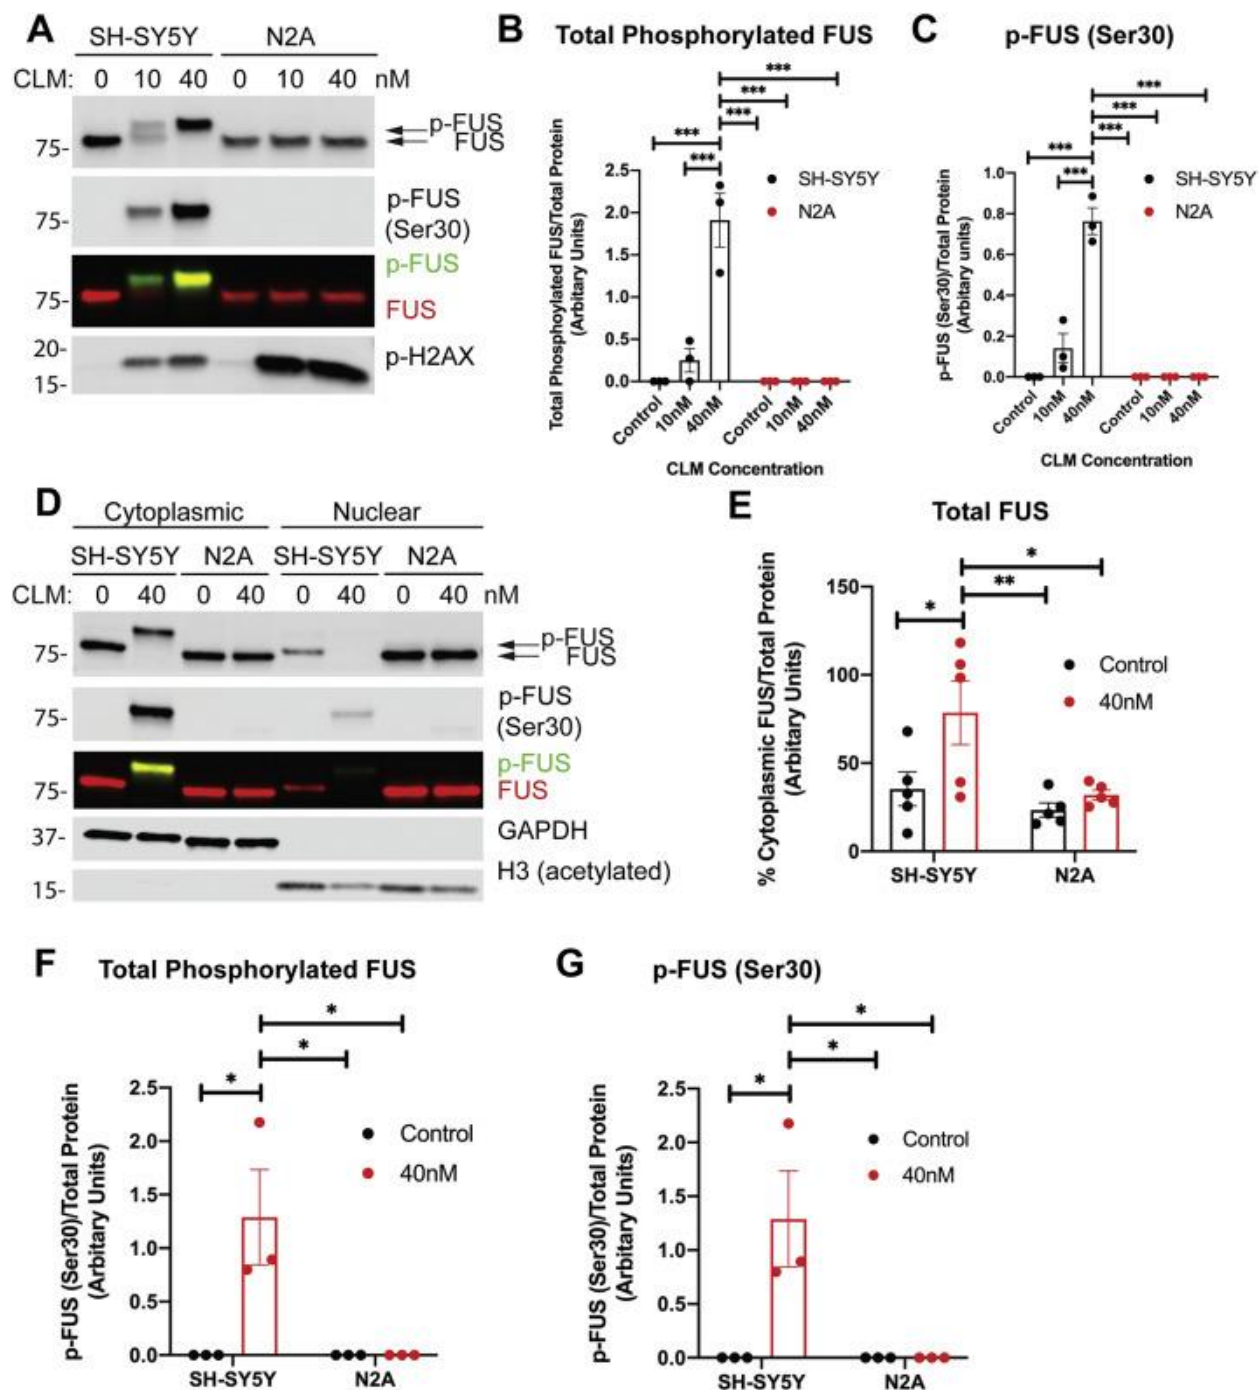 A
SH-SY5Y N2A
CLM: 0 10 40 0 10 40 nM
p-FUS
FUS
75-
p-FUS
(Ser30)
75-
p-FUS
FUS
75-
20-
p-H2AX
15-
B Total Phosphorylated FUS
*** 
***
***
***
***
Total Phosphoylated FUS/Total Protein
(Arbitary Units)
2.5
2.0
1.5
1.0
0.5
0.0
SH-SY5Y
N2A
Control 10nM 40nM Control 10nM 40nM
CLM Concentration
C p-FUS (Ser30)
***
***
***
***
***
p-FUS (Ser30)/Total Protein
(Arbitary units)
1.0
0.8
0.6
0.4
0.2
0.0
SH-SY5Y
N2A
Control 10nM 40nM Control 10nM 40nM
CLM Concentration
D
Cytoplasmic Nuclear
SH-SY5Y N2A SH-SY5Y N2A
CLM: 0 40 0 40 0 40 0 40 nM
p-FUS
FUS
75-
p-FUS
(Ser30)
75-
p-FUS
FUS
75-
GAPDH
37-
H3 (acetylated)
15-
E Total FUS
*
**
*
% Cytoplasmic FUS/Total Protein
(Arbitary Units)
150
100
50
0
Control
40nM
SH-SY5Y N2A
F Total Phosphorylated FUS
*
*
*
p-FUS (Ser30)/Total Protein
(Arbitary Units)
2.5
2.0
1.5
1.0
0.5
0.0
Control
40nM
SH-SY5Y N2A
G p-FUS (Ser30)
*
*
*
p-FUS (Ser30)/Total Protein
(Arbitary Units)
2.5
2.0
1.5
1.0
0.5
0.0
Control
40nM
SH-SY5Y N2A